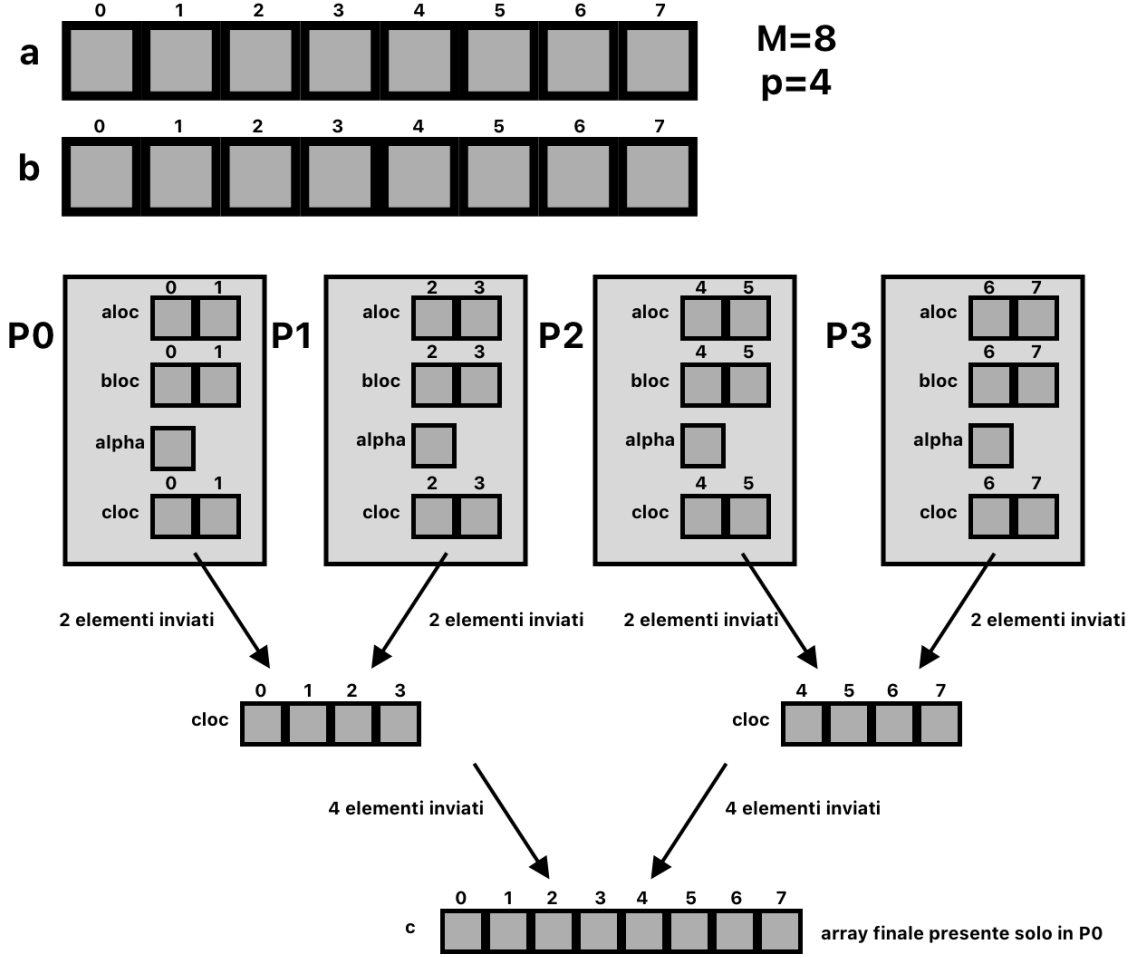 0 1 2 3 4 5 6 7
a
M=8
p=4
0 1 2 3 4 5 6 7
b
P0
aloc 0 1
bloc 0 1
alpha
cloc 0 1
P1
aloc 2 3
bloc 2 3
alpha
cloc 2 3
P2
aloc 4 5
bloc 4 5
alpha
cloc 4 5
P3
aloc 6 7
bloc 6 7
alpha
cloc 6 7
2 elementi inviati
2 elementi inviati
2 elementi inviati
2 elementi inviati
0 1 2 3
cloc
4 5 6 7
cloc
4 elementi inviati
4 elementi inviati
0 1 2 3 4 5 6 7
c
array finale presente solo in P0